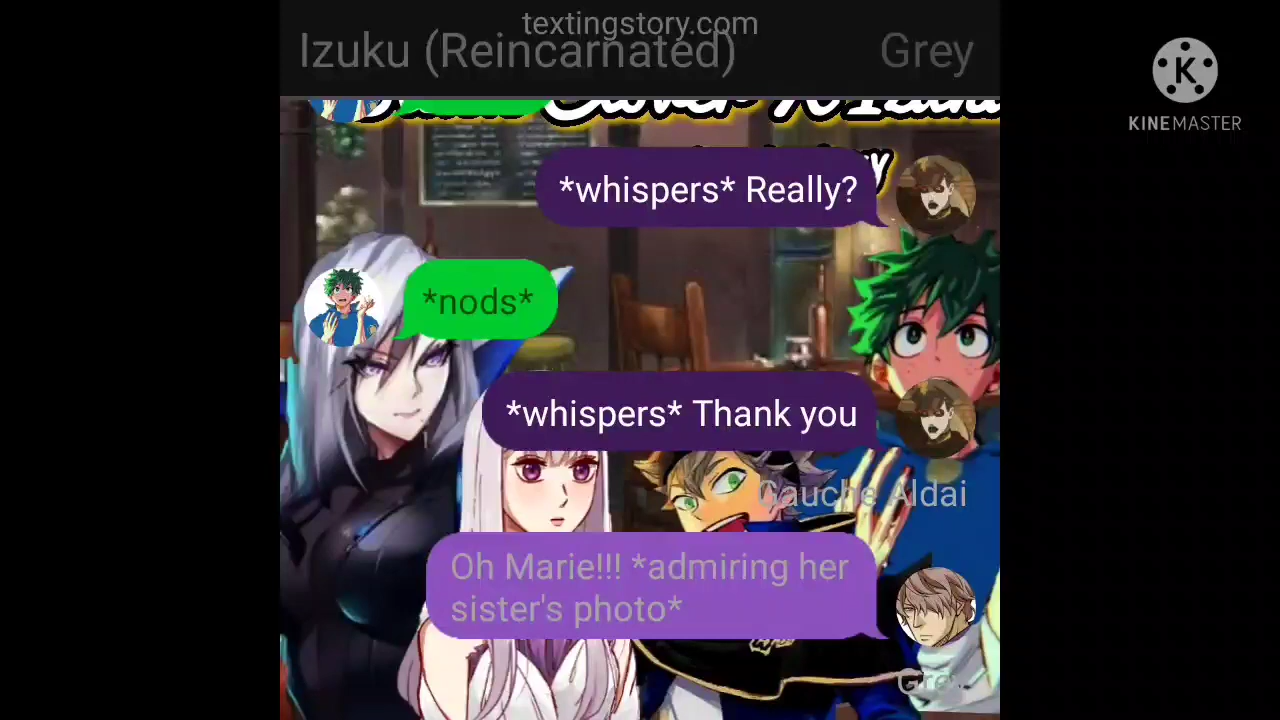 textingstory.com
Izuku (Reincarnated)
Grey
K
KINEMASTER
*whispers* Really?
*nods*
*whispers* Thank you
Gauche Aldai
Oh Marie!!! *admiring her
sister's photo*
Grey